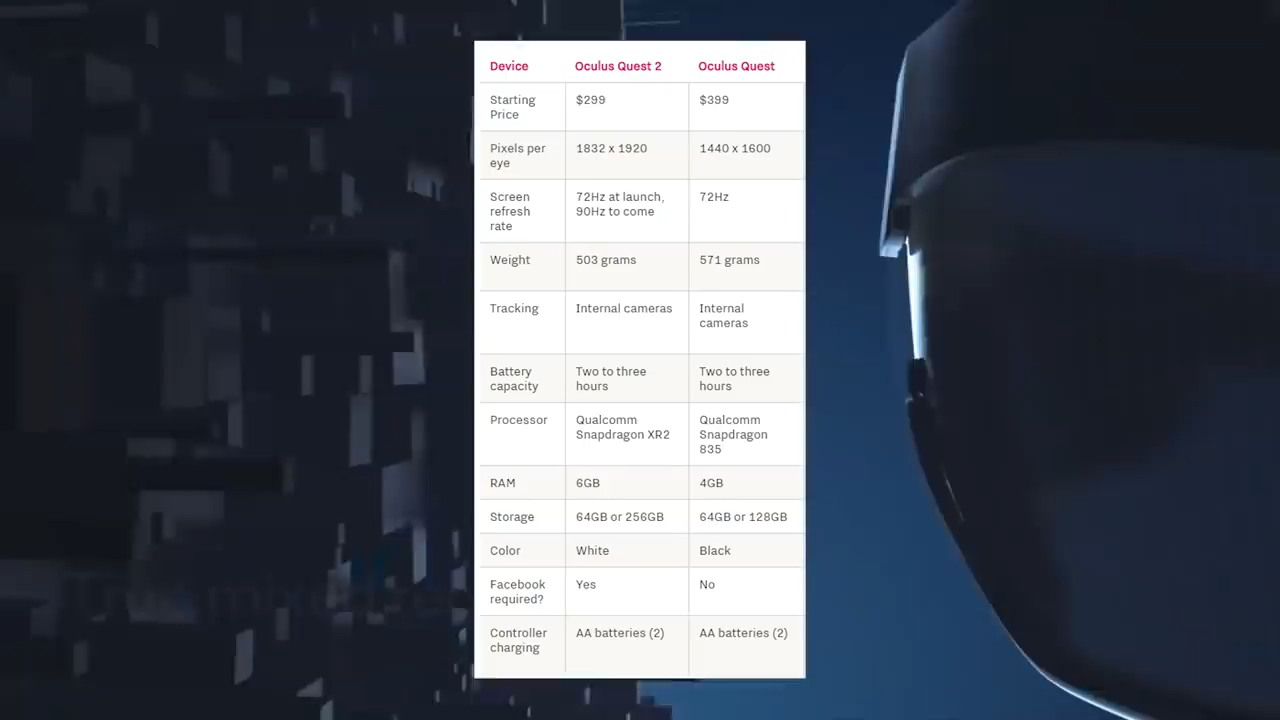 Device Oculus Quest 2 Oculus Quest
Starting Price $299 $399
Pixels per eye 1832 x 1920 1440 x 1600
Screen refresh rate 72Hz at launch, 90Hz to come 72Hz
Weight 503 grams 571 grams
Tracking Internal cameras Internal cameras
Battery capacity Two to three hours Two to three hours
Processor Qualcomm Snapdragon XR2 Qualcomm Snapdragon 835
RAM 6GB 4GB
Storage 64GB or 256GB 64GB or 128GB
Color White Black
Facebook required? Yes No
Controller charging AA batteries (2) AA batteries (2)